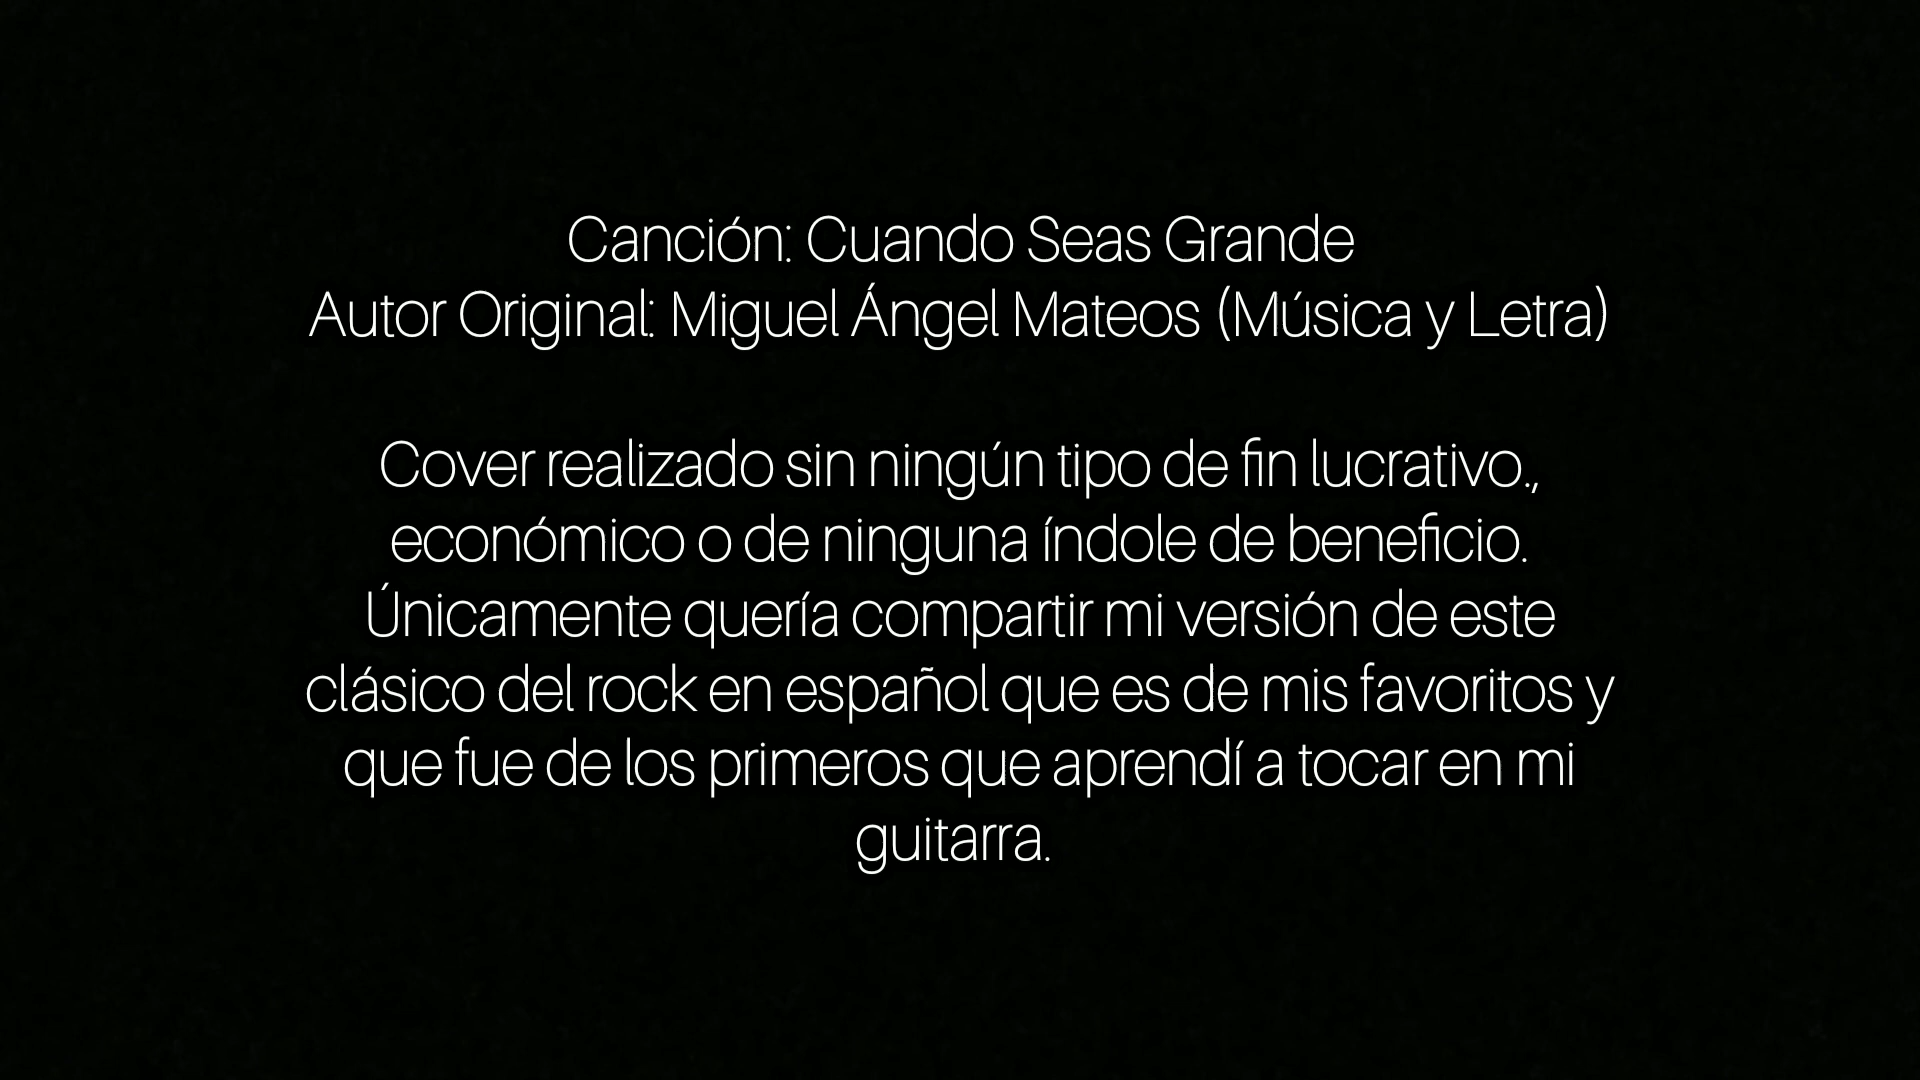 Canción: Cuando Seas Grande
Autor Original: Miguel Ángel Mateos (Música y Letra)
Cover realizado sin ningún tipo de fin lucrativo.,
económico o de ninguna índole de beneficio.
Únicamente quería compartir mi versión de este
clásico del rock en español que es de mis favoritos y
que fue de los primeros que aprendí a tocar en mi
guitarra.